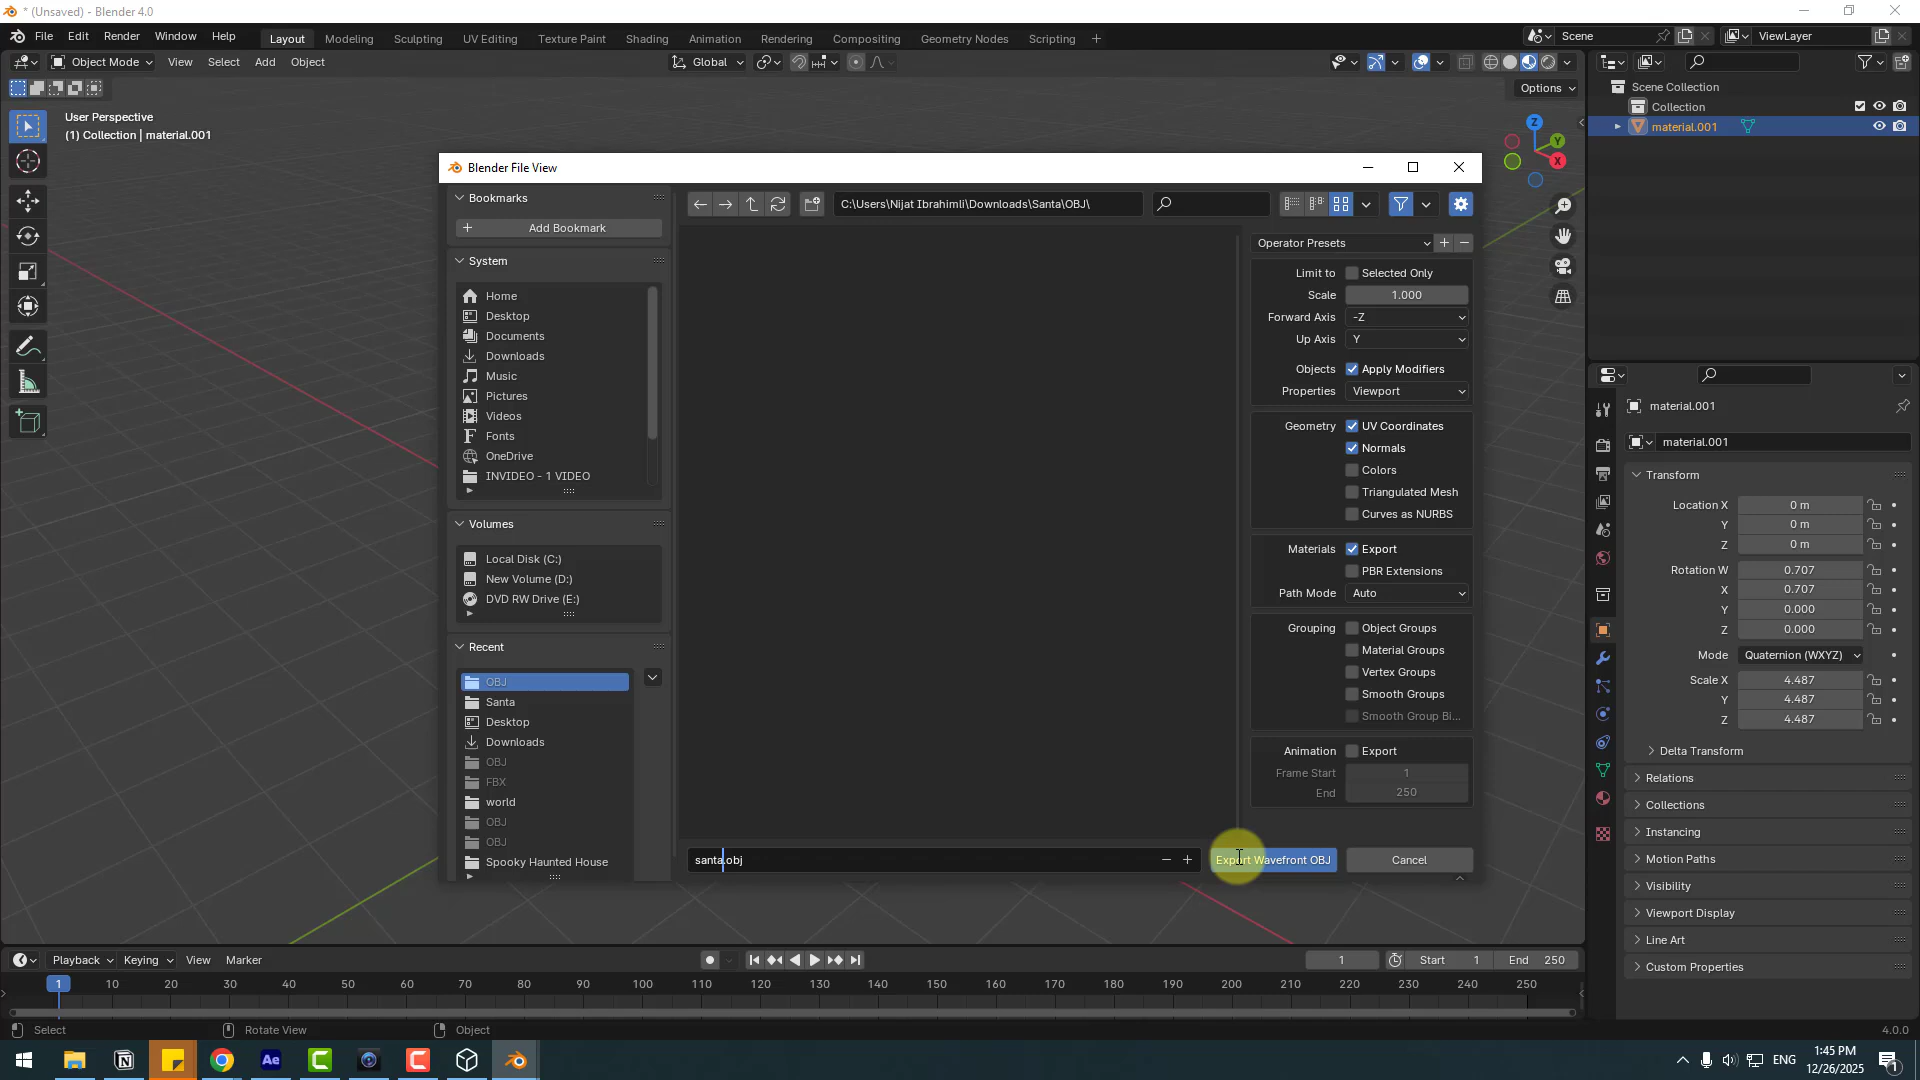 * (Unsaved) - Blender 4.0
File Edit Render Window Help Layout Modeling Sculpting UV Editing Texture Paint Shading Animation Rendering Compositing Geometry Nodes Scripting Scene ViewLayer
Object Mode View Select Add Object Global
Options
User Perspective
(1) Collection | material.001
Z
Y
X
Scene Collection
Collection
material.001
Blender File View
Bookmarks
Add Bookmark
System
Home
Desktop
Documents
Downloads
Music
Pictures
Videos
Fonts
OneDrive
INVIDEO - 1 VIDEO
Volumes
Local Disk (C:)
New Volume (D:)
DVD RW Drive (E:)
Recent
OBJ
Santa
Desktop
Downloads
OBJ
FBX
world
OBJ
OBJ
Spooky Haunted House
C:\Users\Nijat Ibrahimli\Downloads\Santa\OBJ\
Operator Presets
Limit to Selected Only
Scale 1.000
Forward Axis -Z
Up Axis Y
Objects Apply Modifiers
Properties Viewport
Geometry UV Coordinates
Normals
Colors
Triangulated Mesh
Curves as NURBS
Materials Export
PBR Extensions
Path Mode Auto
Grouping Object Groups
Material Groups
Vertex Groups
Smooth Groups
Smooth Group Bi...
Animation Export
Frame Start 1
End 250
santa.obj
Export Wavefront OBJ
Cancel
material.001
material.001
Transform
Location X 0 m
Y 0 m
Z 0 m
Rotation W 0.707
X 0.707
Y 0.000
Z 0.000
Mode Quaternion (WXYZ)
Scale X 4.487
Y 4.487
Z 4.487
Delta Transform
Relations
Collections
Instancing
Motion Paths
Visibility
Viewport Display
Line Art
Custom Properties
Playback Keying View Marker 1 Start 1 End 250
1 10 20 30 40 50 60 70 80 90 100 110 120 130 140 150 160 170 180 190 200 210 220 230 240 250
Select Rotate View Object 4.0.0
Ae
ENG
1:45 PM
12/26/2025
1